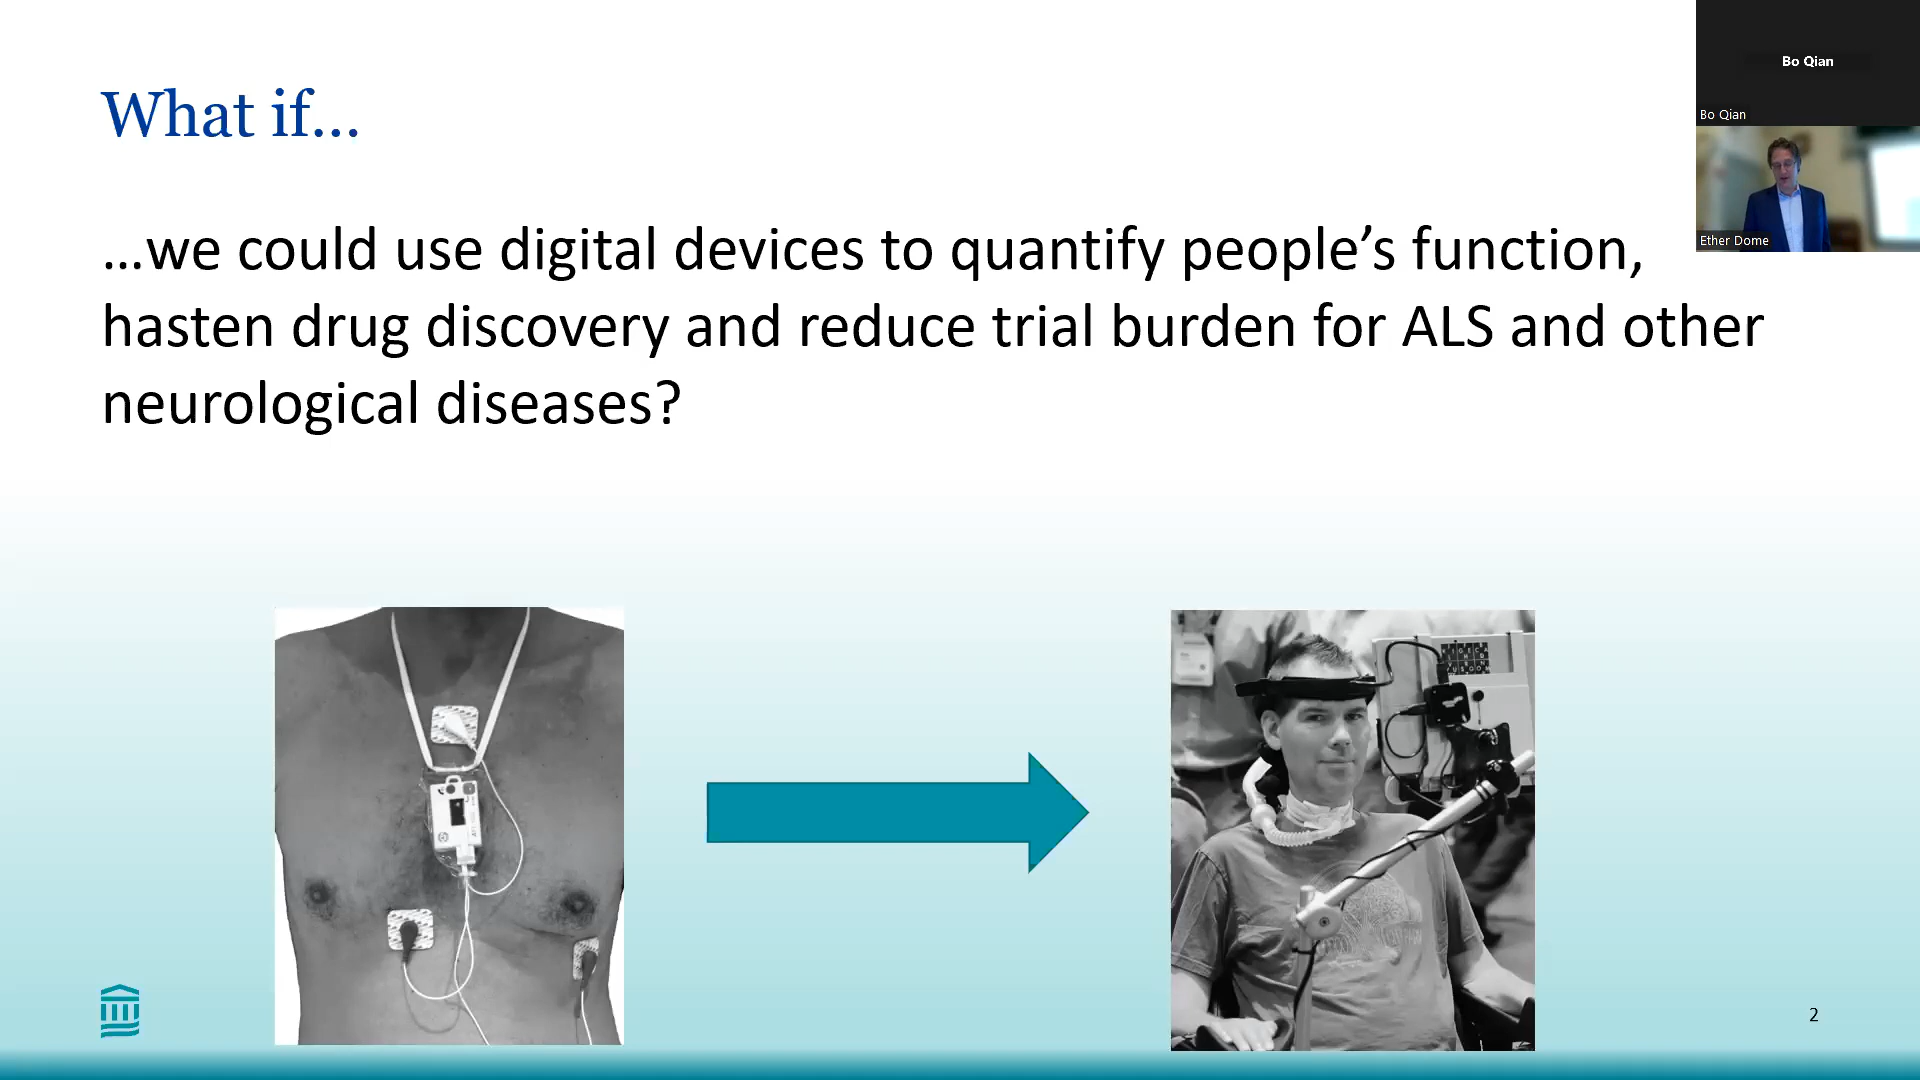 What if...
...we could use digital devices to quantify people’s function,
hasten drug discovery and reduce trial burden for ALS and other
neurological diseases?
Bo Qian
Bo Qian
Ether Dome
2